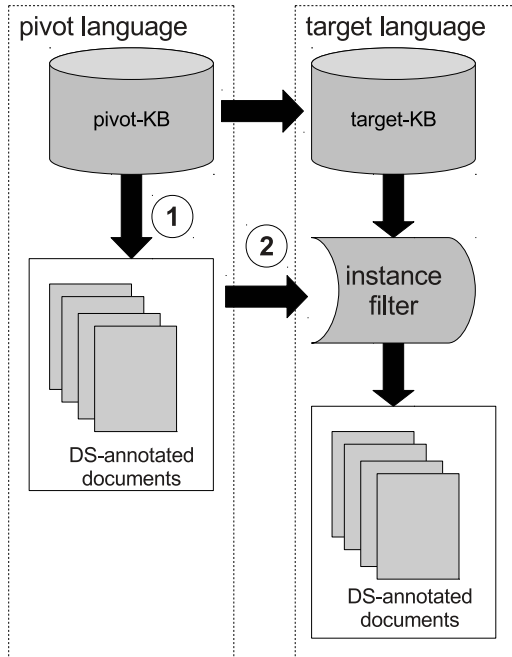 pivot language
target language
pivot-KB
target-KB
1
2
instance
filter
DS-annotated
documents
DS-annotated
documents